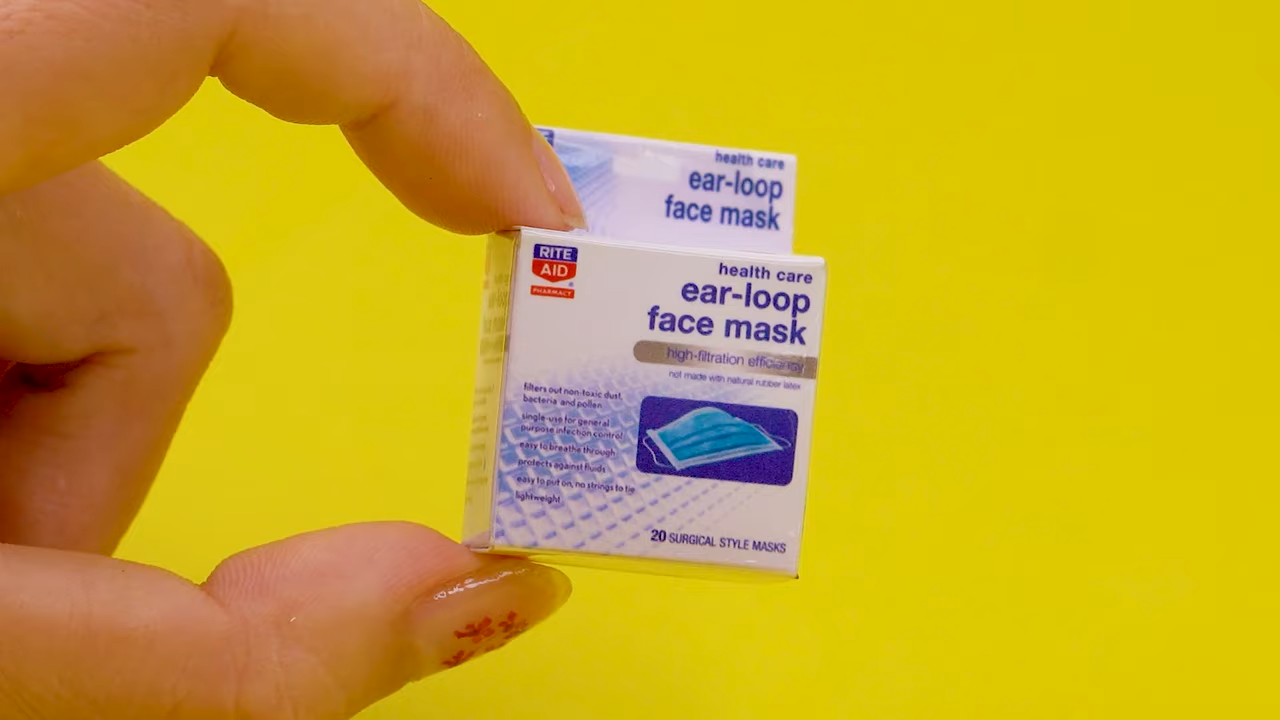 health care
ear-loop
face mask
RITE
AID
PHARMACY
health care
ear-loop
face mask
high-filtration efficiency
not made with natural rubber latex
filters out non-toxic dust,
bacteria and pollen
single-use for general
purpose infection control
easy to breathe through
protects against fluids
easy to put on, no strings to tie
lightweight
20 SURGICAL STYLE MASKS